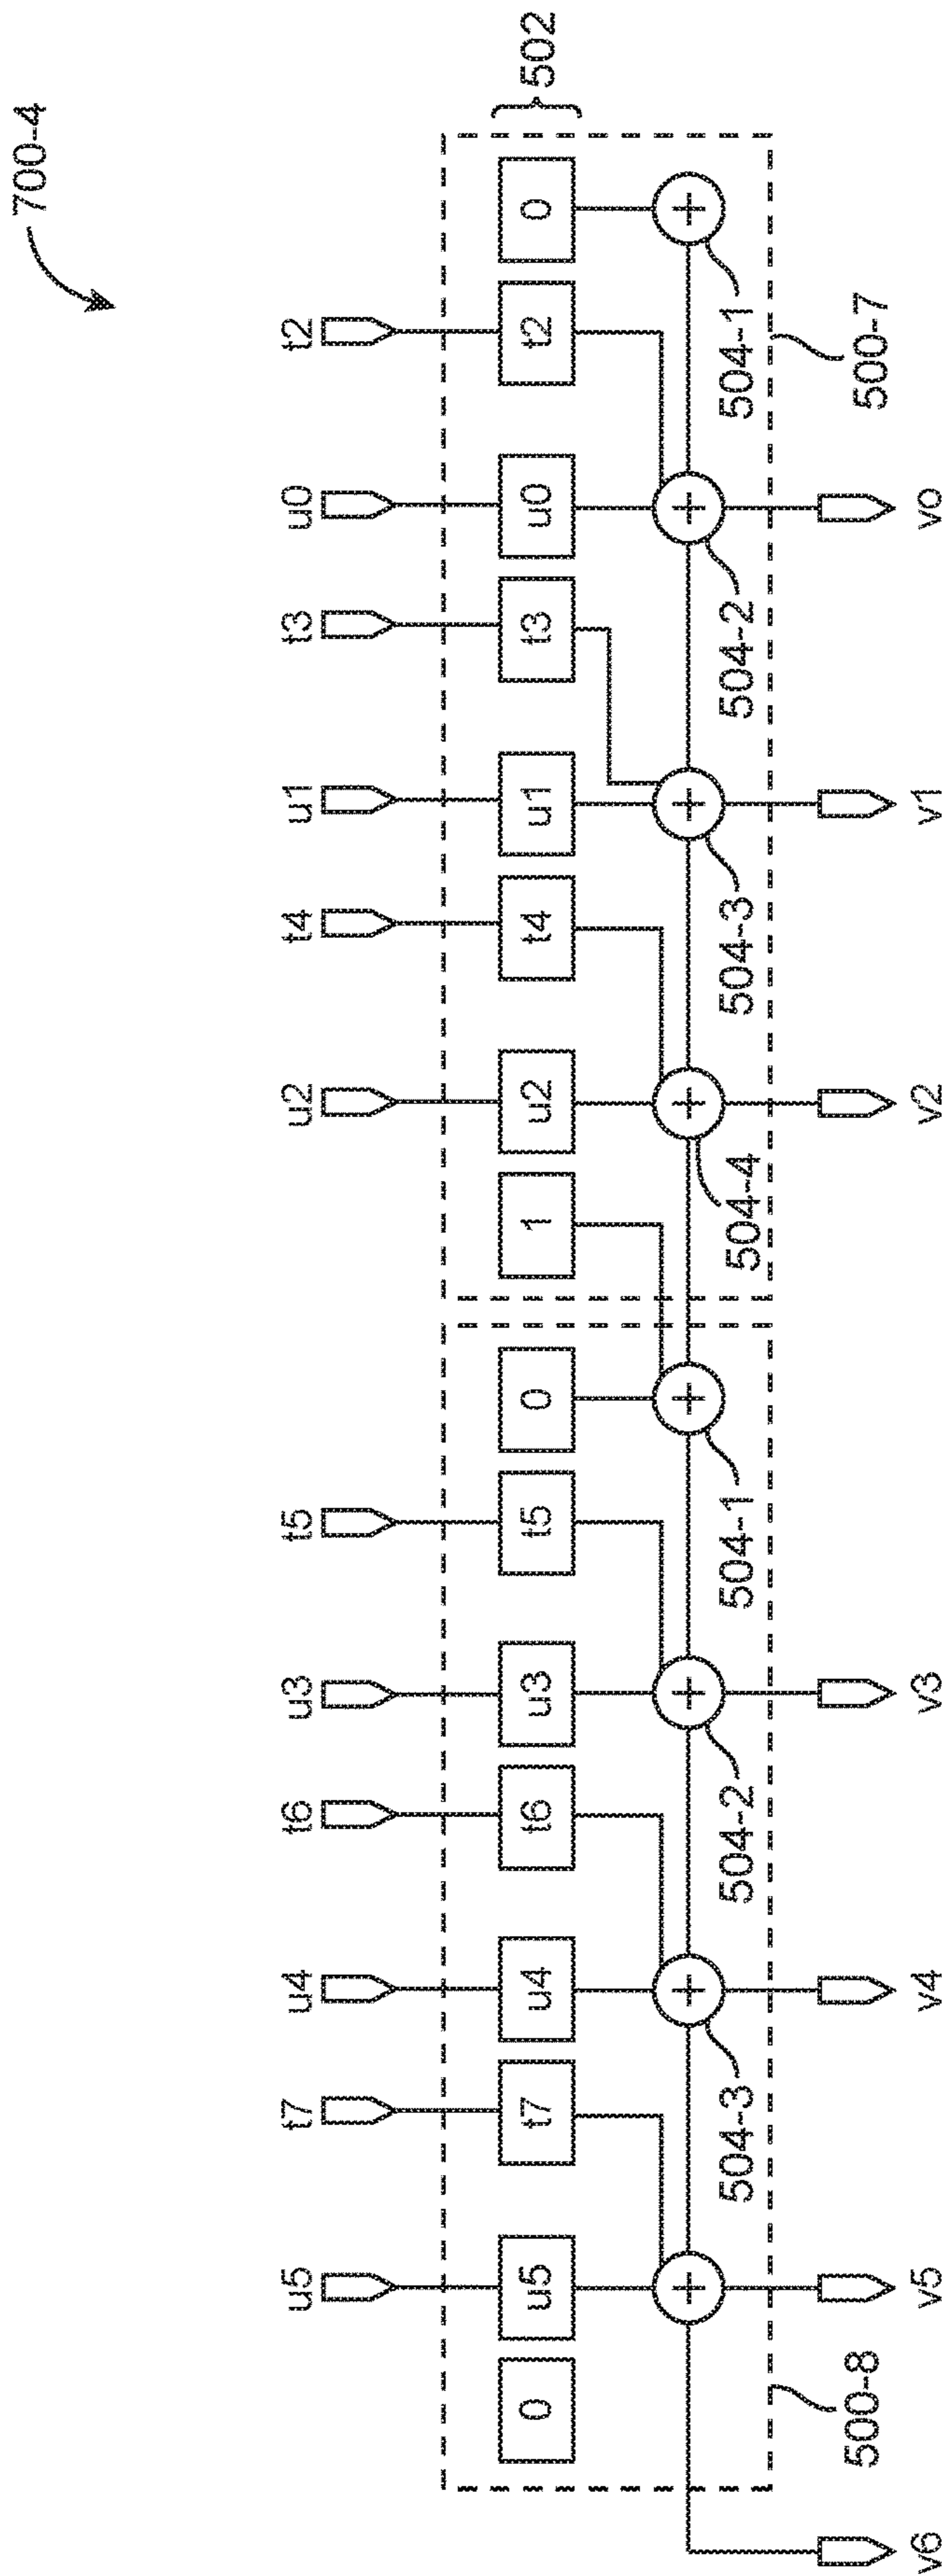 700-4
u5 t7 u4 t6 u3 t5 u2 t4 u1 t3 u0 t2
0 u5 t7 u4 t6 u3 t5 0 1 u2 t4 u1 t3 u0 t2 0 502
+ + + + + + + +
504-3 504-2 504-1 504-4 504-3 504-2 504-1
500-8 500-7
v6 v5 v4 v3 v2 v1 vo